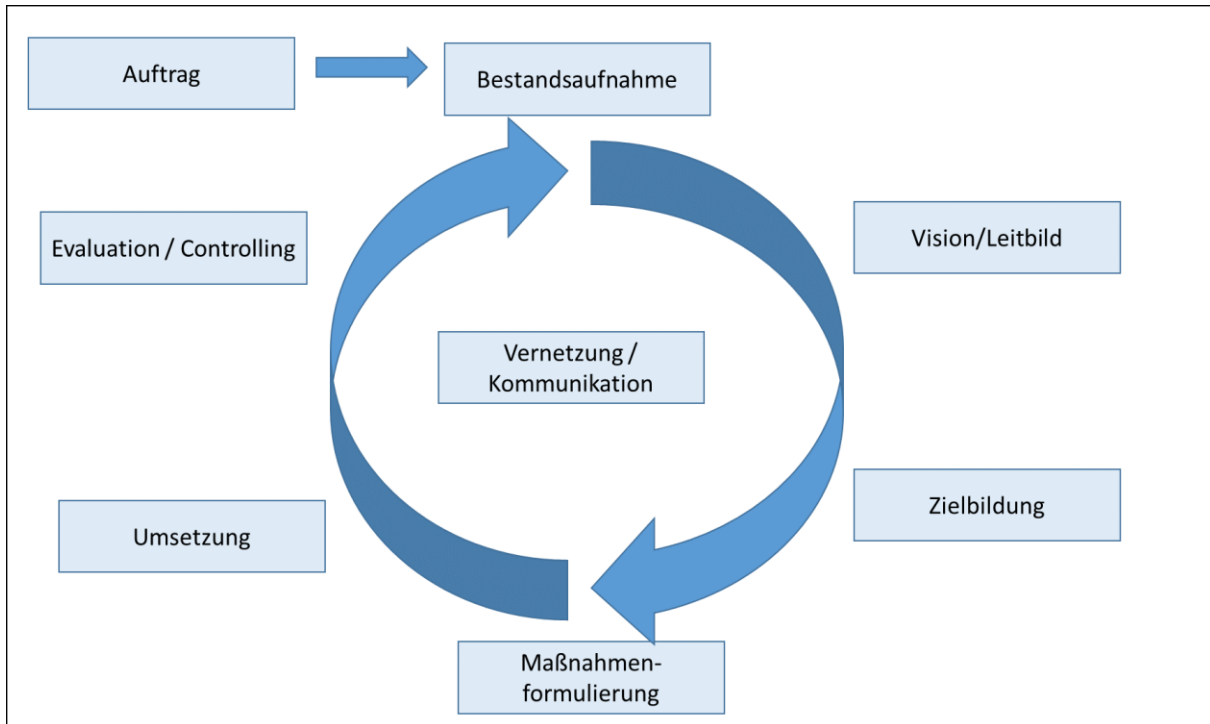 Auftrag
Bestandsaufnahme
Evaluation / Controlling
Vision/Leitbild
Vernetzung /
Kommunikation
Umsetzung
Zielbildung
Maßnahmen-
formulierung